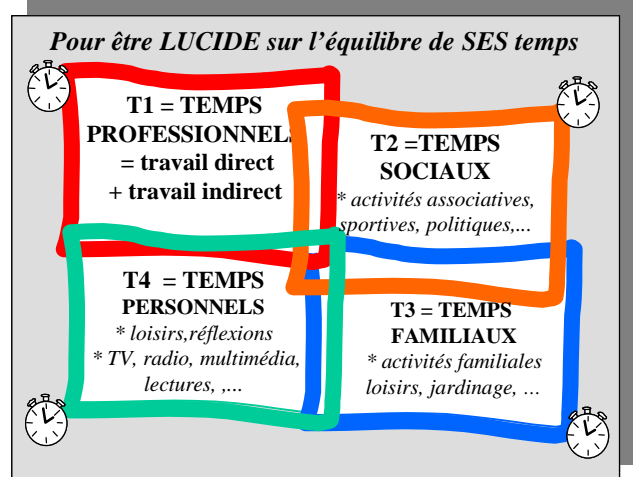 Pour être LUCIDE sur l'équilibre de SES temps
T1 = TEMPS
PROFESSIONNELS
= travail direct
+ travail indirect
T2 =TEMPS
SOCIAUX
* activités associatives,
sportives, politiques,...
T4 = TEMPS
PERSONNELS
* loisirs,réflexions
* TV, radio, multimédia,
lectures, ,...
T3 = TEMPS
FAMILIAUX
* activités familiales
loisirs, jardinage, ...